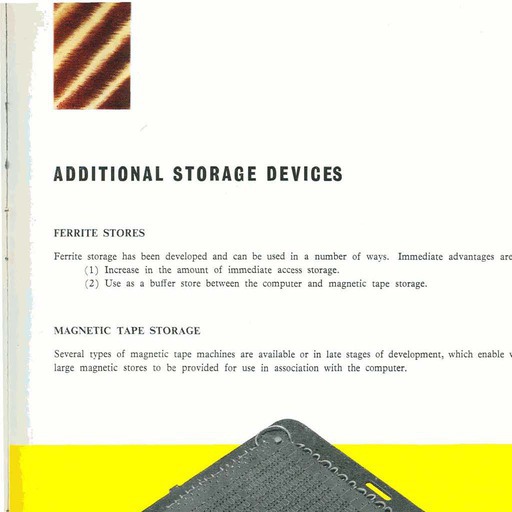 ADDITIONAL STORAGE DEVICES
FERRITE STORES
Ferrite storage has been developed and can be used in a number of ways. Immediate advantages are
(1) Increase in the amount of immediate access storage.
(2) Use as a buffer store between the computer and magnetic tape storage.
MAGNETIC TAPE STORAGE
Several types of magnetic tape machines are available or in late stages of development, which enable
large magnetic stores to be provided for use in association with the computer.